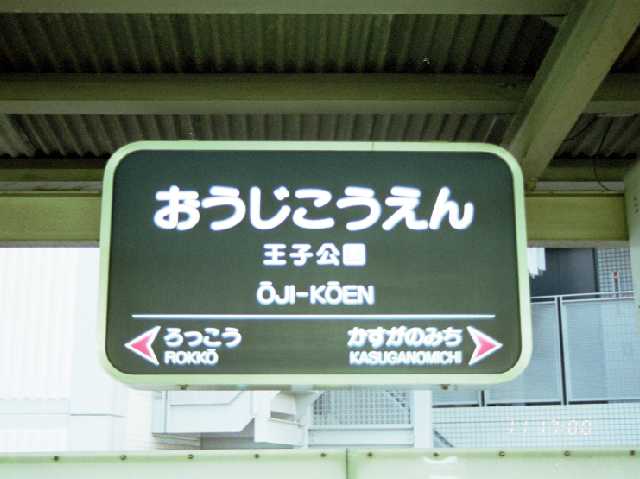 おうじこうえん
王子公園
ŌJI-KŌEN
ろっこう
ROKKŌ
かすがのみち
KASUGANOMICHI